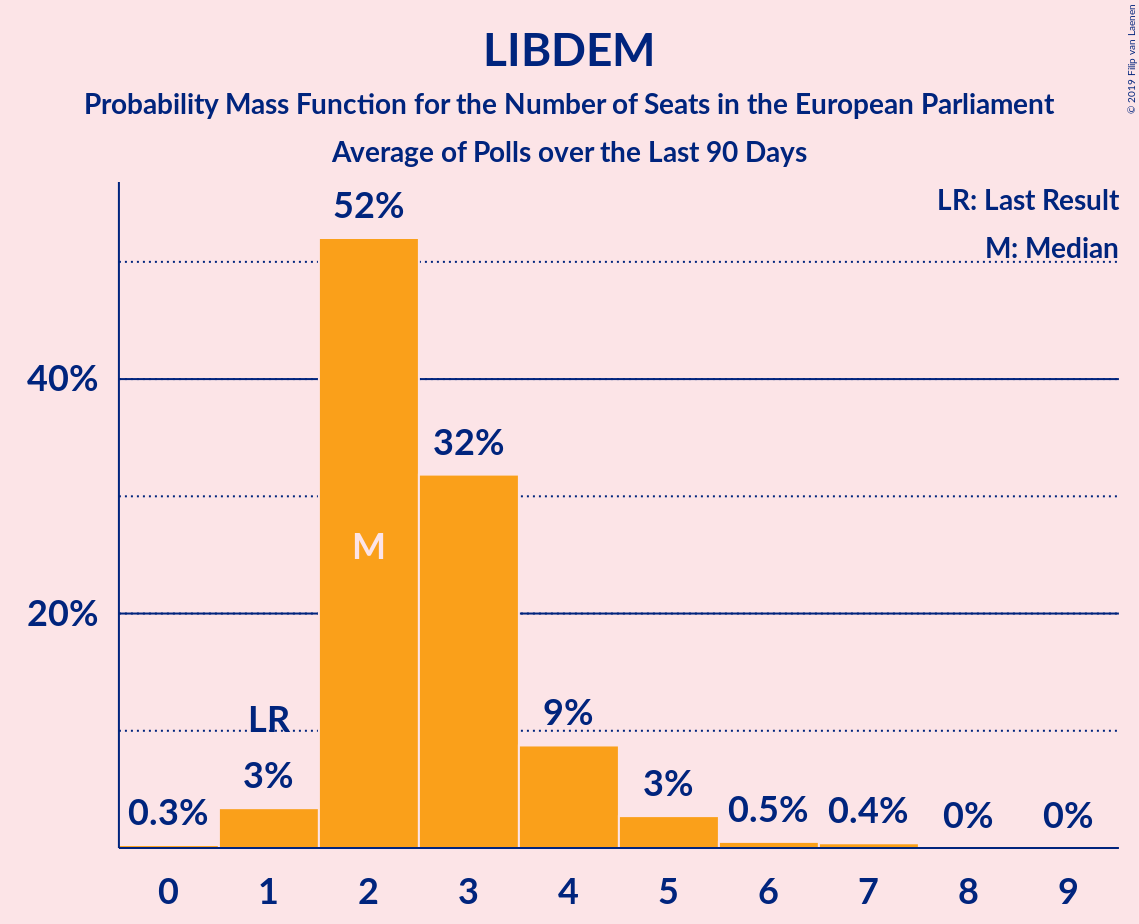 LIBDEM
Probability Mass Function for the Number of Seats in the European Parliament
Average of Polls over the Last 90 Days
© 2019 Filip van Laenen
LR: Last Result
M: Median
52%
40%
32%
M
20%
LR
9%
3%
3%
0.3%
0.5%
0.4%
0%
0%
0 1 2 3 4 5 6 7 8 9